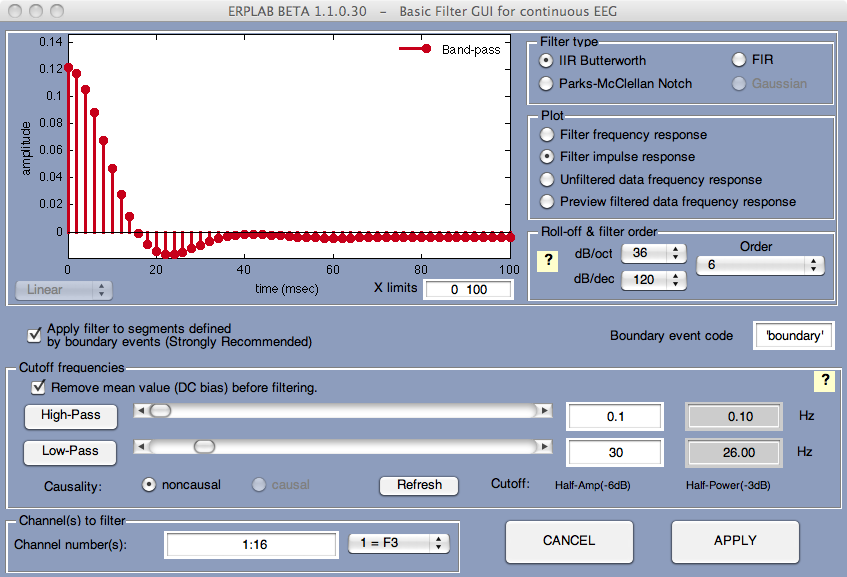 ERPLAB BETA 1.1.0.30 - Basic Filter GUI for continuous EEG
0.14
0.12
0.1
0.08
0.06
0.04
0.02
0
amplitude
Band-pass
0 20 40 60 80 100
time (msec)
Linear
X limits 0 100
Filter type
IIR Butterworth FIR
Parks-McClellan Notch Gaussian
Plot
Filter frequency response
Filter impulse response
Unfiltered data frequency response
Preview filtered data frequency response
Roll-off & filter order
? dB/oct 36 Order
dB/dec 120 6
Apply filter to segments defined
by boundary events (Strongly Recommended)
Boundary event code 'boundary'
Cutoff frequencies
Remove mean value (DC bias) before filtering. ?
High-Pass 0.1 0.10 Hz
Low-Pass 30 26.00 Hz
Causality: noncausal causal Refresh Cutoff: Half-Amp(-6dB) Half-Power(-3dB)
Channel(s) to filter
Channel number(s): 1:16 1 = F3
CANCEL APPLY